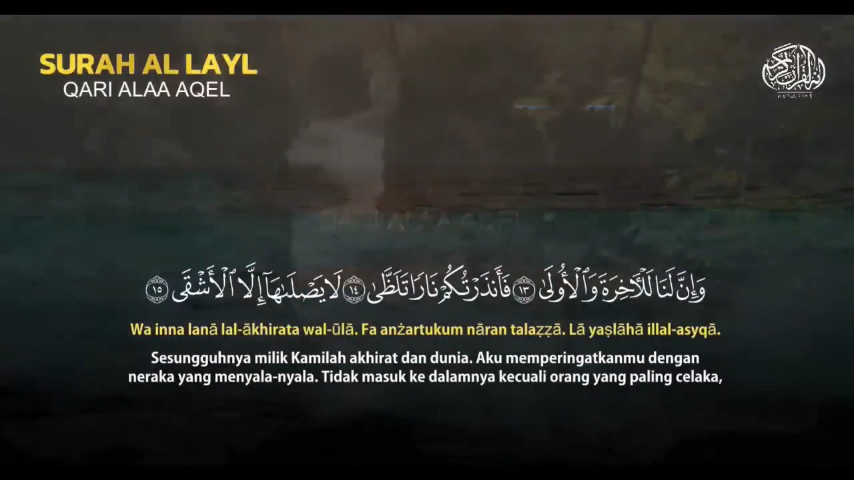 SURAH AL LAYL
QARI ALAA AQEL
وَإِنَّ لَنَا لَلْآخِرَةَ وَالْأُولَىٰ ١٣ فَأَنذَرْتُكُمْ نَارًا تَلَظَّىٰ ١٤ لَا يَصْلَىٰهَآ إِلَّا الْأَشْقَى ١٥
Wa inna lanā lal-ākhirata wal-ūlā. Fa anżartukum nāran talaẓẓā. Lā yaṣlāhā illal-asyqā.
Sesungguhnya milik Kamilah akhirat dan dunia. Aku memperingatkanmu dengan
neraka yang menyala-nyala. Tidak masuk ke dalamnya kecuali orang yang paling celaka,